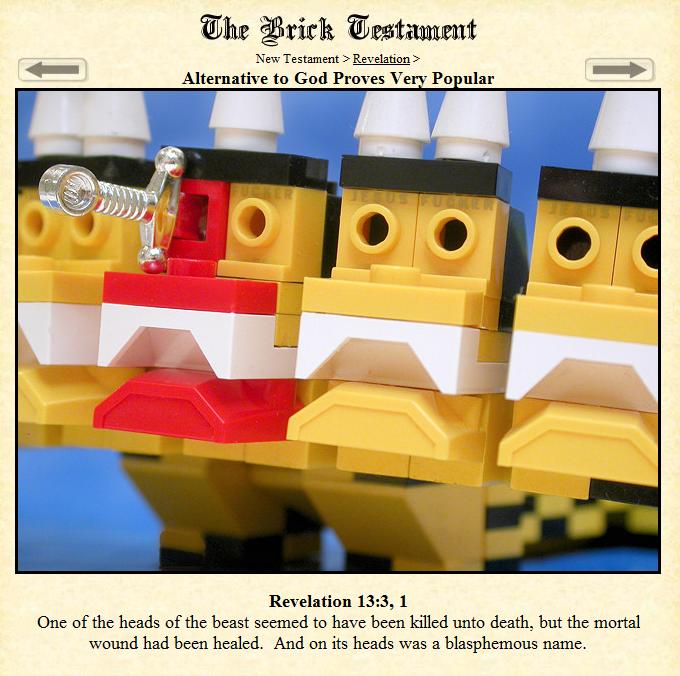 The Brick Testament
New Testament > Revelation >
Alternative to God Proves Very Popular
FUCKER
JESUS FUCKER
JESUS FUC
Revelation 13:3, 1
One of the heads of the beast seemed to have been killed unto death, but the mortal
wound had been healed.  And on its heads was a blasphemous name.